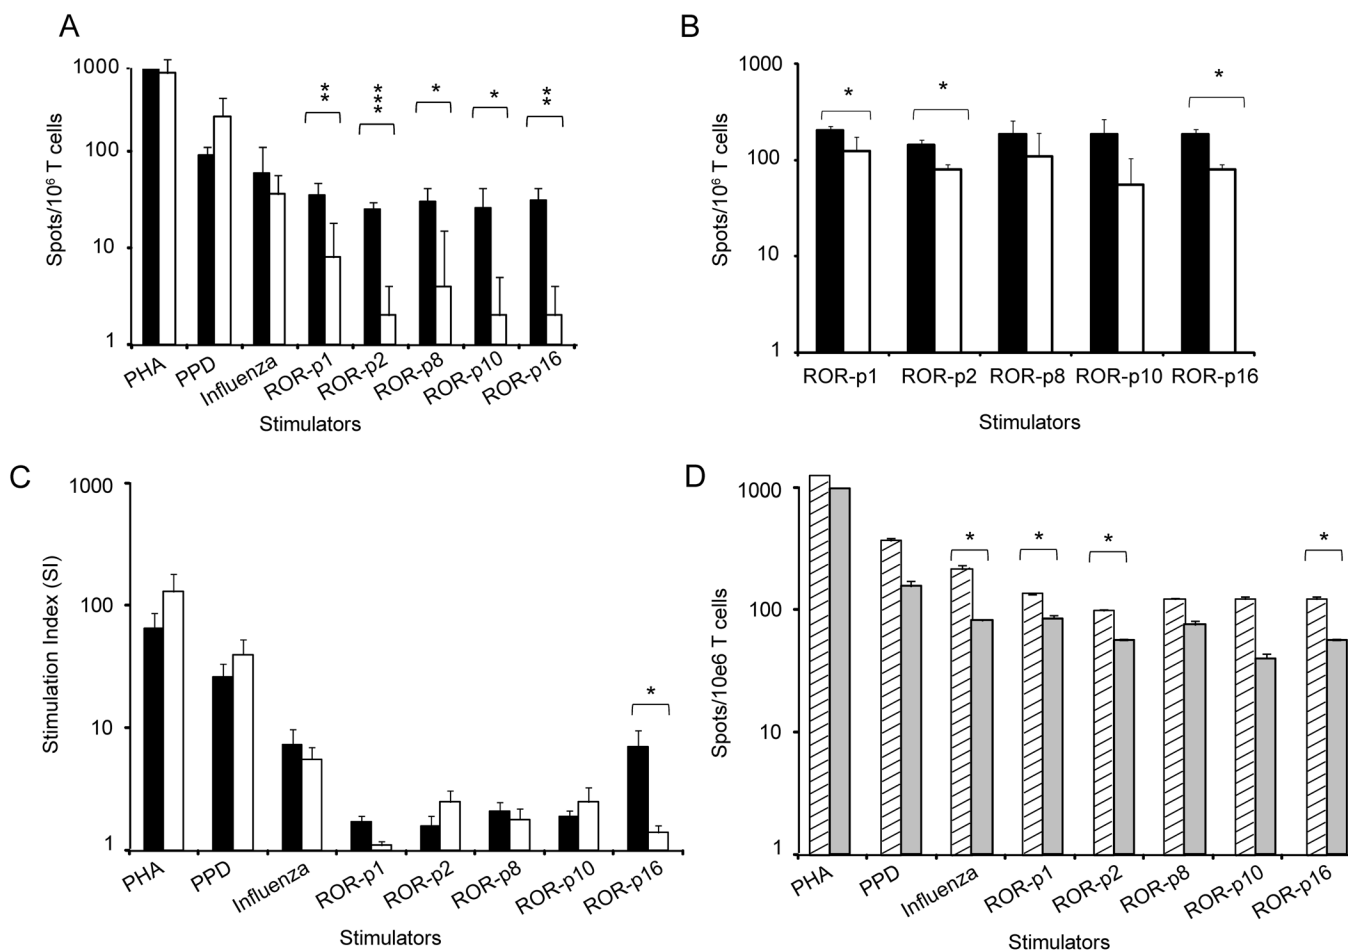 A
1000
100
10
1
Spots/10⁶ T cells
**
***
*
*
**
PHA
PPD
Influenza
ROR-p1
ROR-p2
ROR-p8
ROR-p10
ROR-p16
Stimulators
B
1000
100
10
1
Spots/10⁶ T cells
*
*
*
ROR-p1
ROR-p2
ROR-p8
ROR-p10
ROR-p16
Stimulators
C
1000
100
10
1
Stimulation Index (SI)
*
PHA
PPD
Influenza
ROR-p1
ROR-p2
ROR-p8
ROR-p10
ROR-p16
Stimulators
D
1000
100
10
1
Spots/10e6 T cells
*
*
*
*
PHA
PPD
Influenza
ROR-p1
ROR-p2
ROR-p8
ROR-p10
ROR-p16
Stimulators